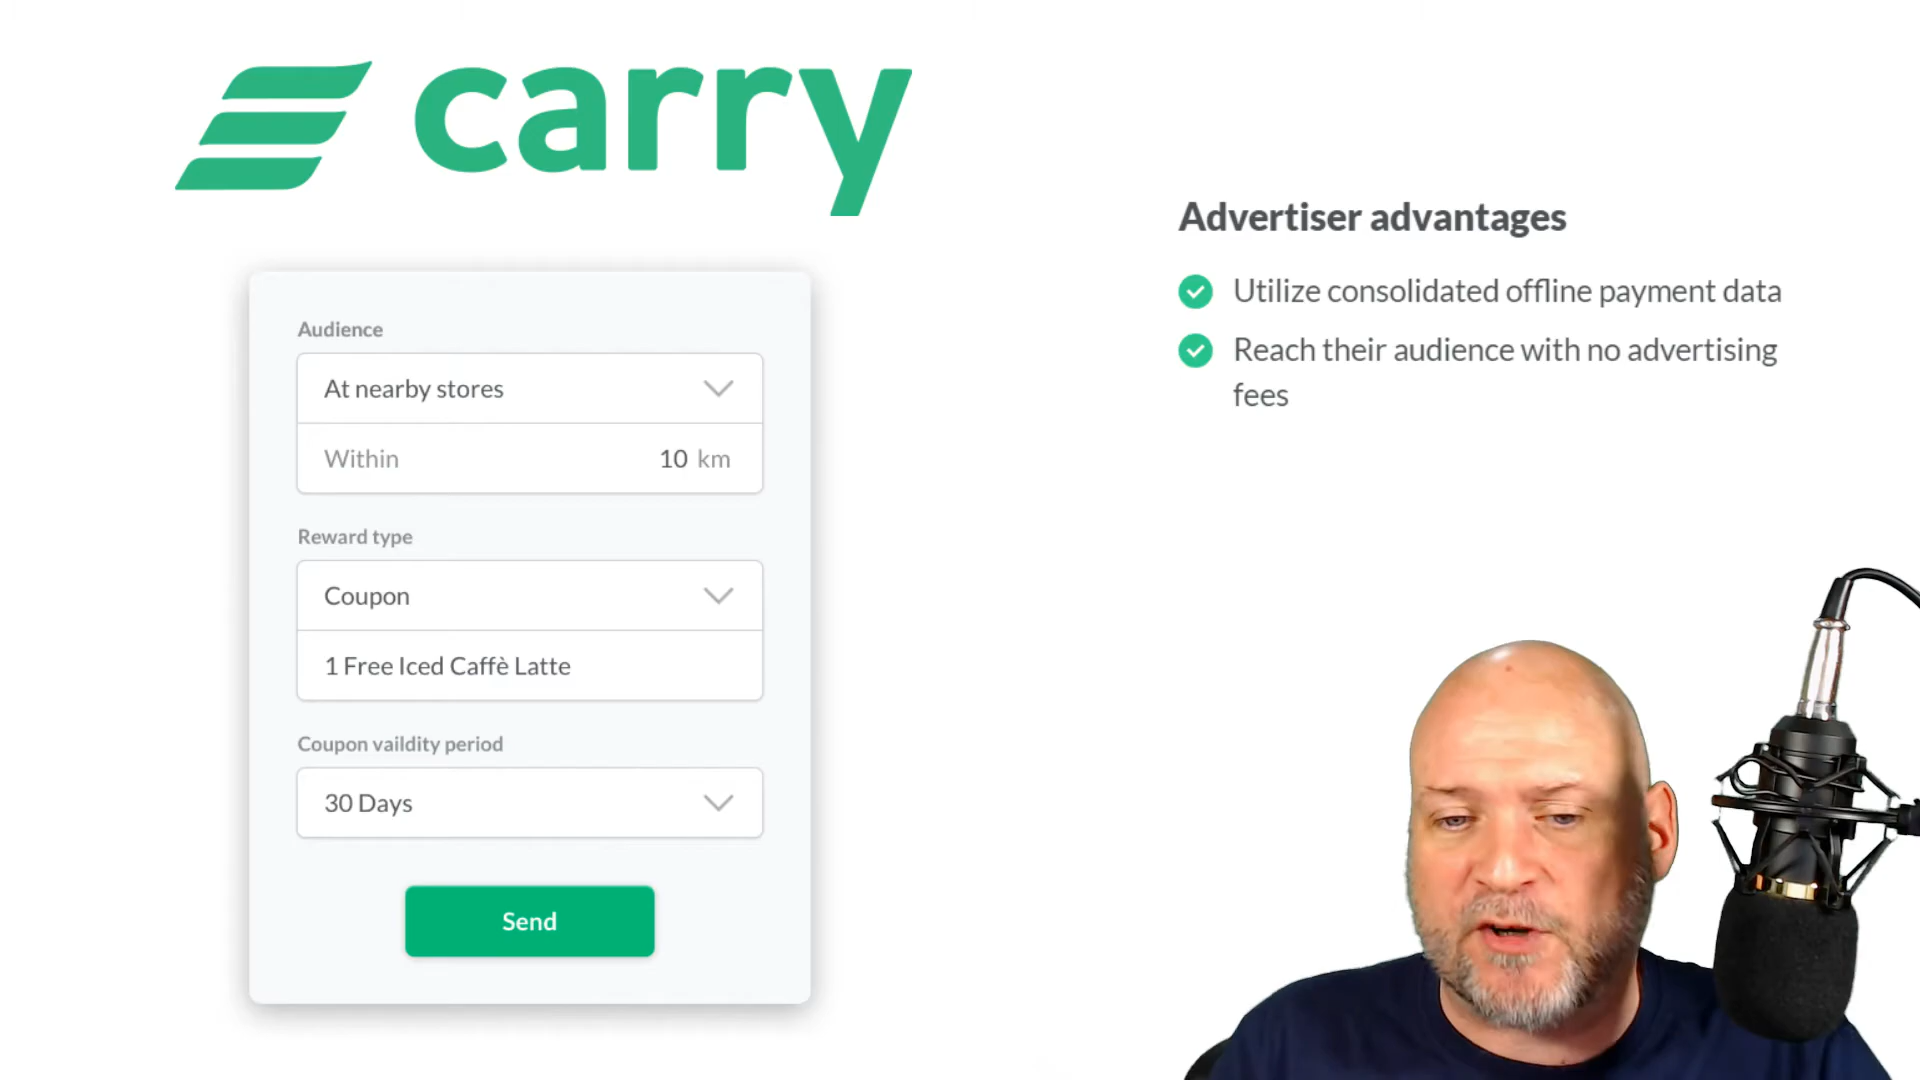 carry
Audience
At nearby stores
Within 10 km
Reward type
Coupon
1 Free Iced Caffè Latte
Coupon vaildity period
30 Days
Send
Advertiser advantages
Utilize consolidated offline payment data
Reach their audience with no advertising
fees